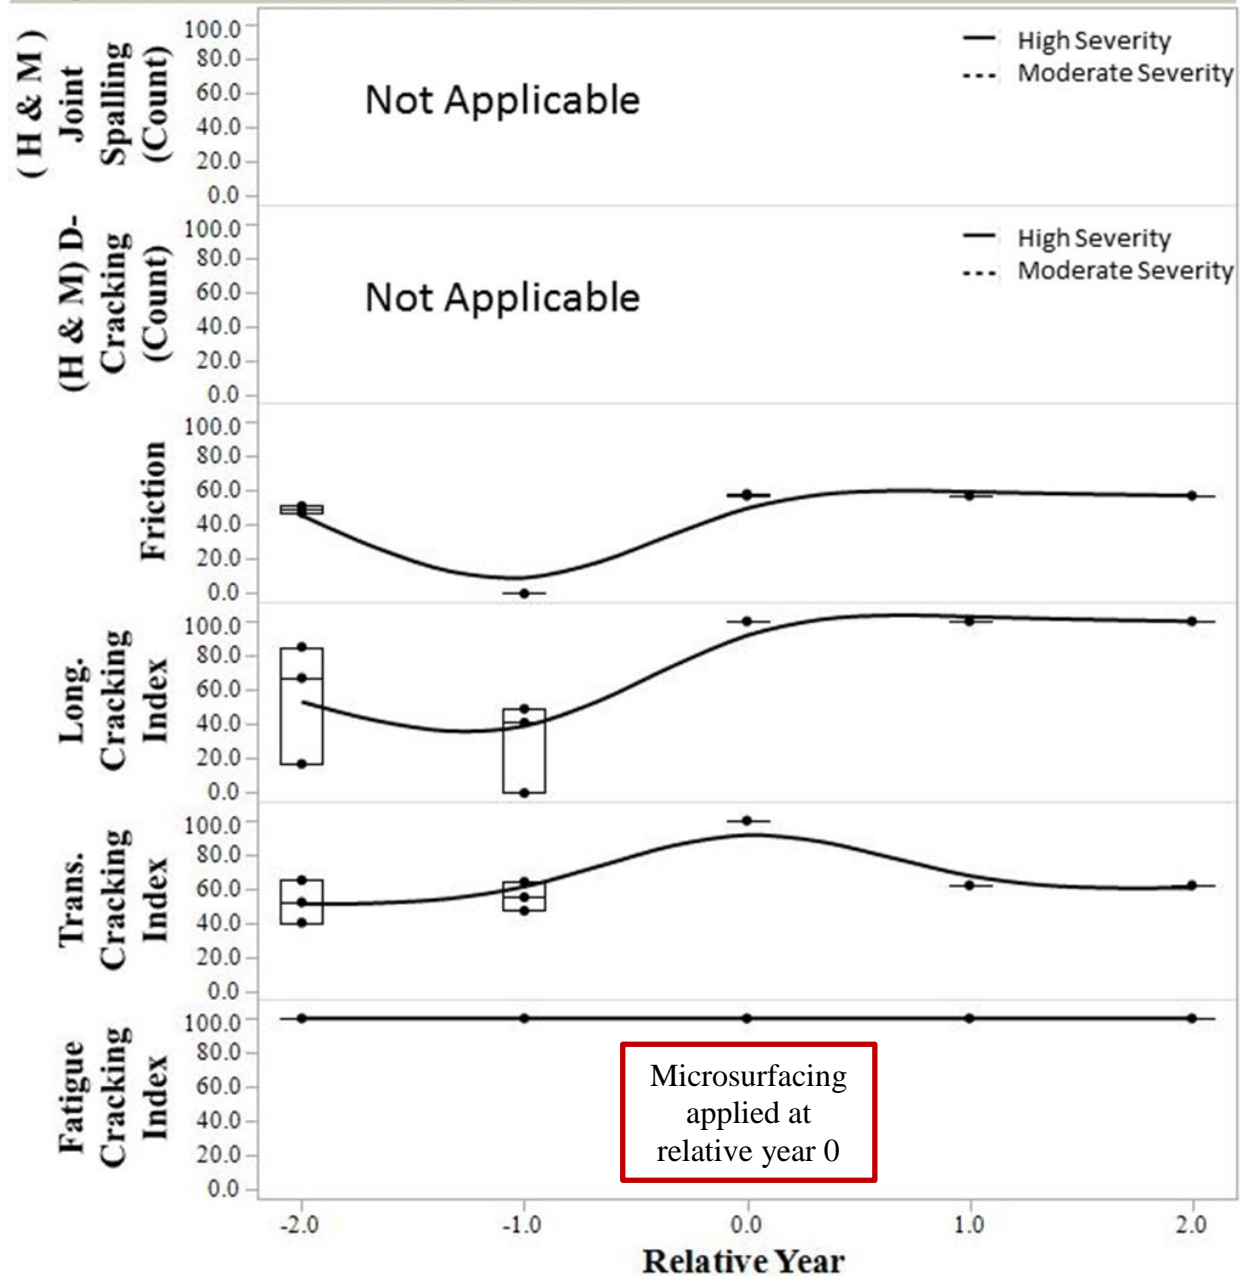 ( H & M )
Joint
Spalling
(Count)
100.0
80.0
60.0
40.0
20.0
0.0
Not Applicable
High Severity
Moderate Severity
(H & M) D-
Cracking
(Count)
100.0
80.0
60.0
40.0
20.0
0.0
Not Applicable
High Severity
Moderate Severity
Friction
100.0
80.0
60.0
40.0
20.0
0.0
Long.
Cracking
Index
100.0
80.0
60.0
40.0
20.0
0.0
Trans.
Cracking
Index
100.0
80.0
60.0
40.0
20.0
0.0
Fatigue
Cracking
Index
100.0
80.0
60.0
40.0
20.0
0.0
Microsurfacing
applied at
relative year 0
-2.0 -1.0 0.0 1.0 2.0
Relative Year